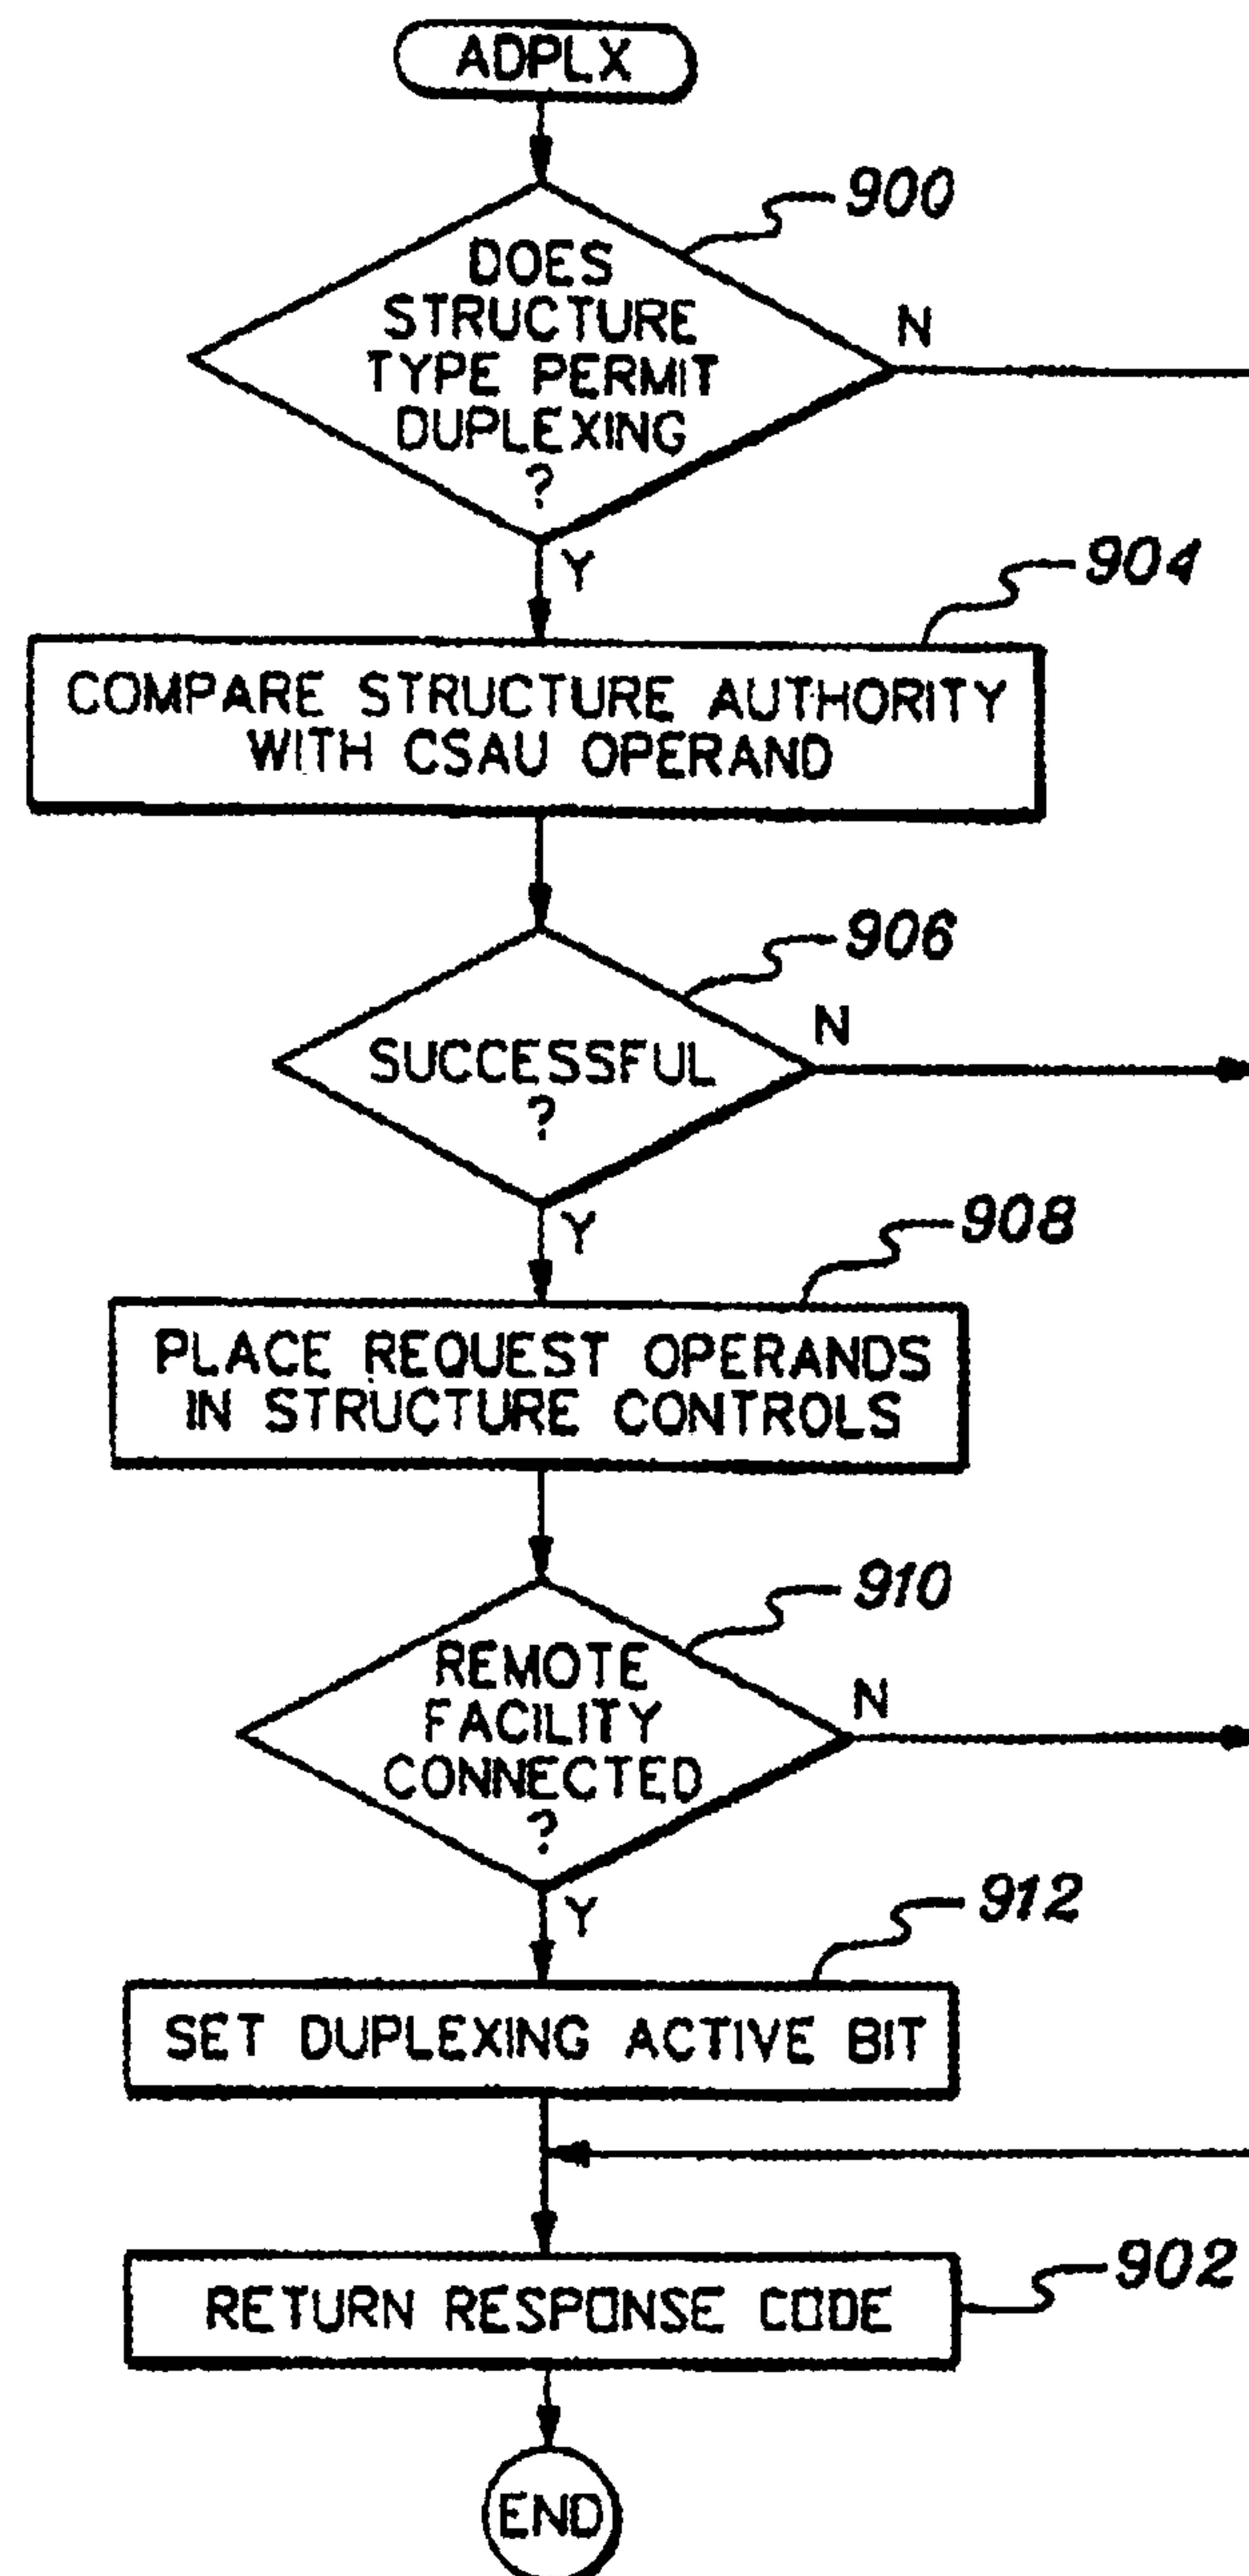 ADPLX
900
DOES
STRUCTURE
TYPE PERMIT
DUPLEXING
?
N
Y
904
COMPARE STRUCTURE AUTHORITY
WITH CSAU OPERAND
906
SUCCESSFUL
?
N
Y
908
PLACE REQUEST OPERANDS
IN STRUCTURE CONTROLS
910
REMOTE
FACILITY
CONNECTED
?
N
Y
912
SET DUPLEXING ACTIVE BIT
902
RETURN RESPONSE CODE
END